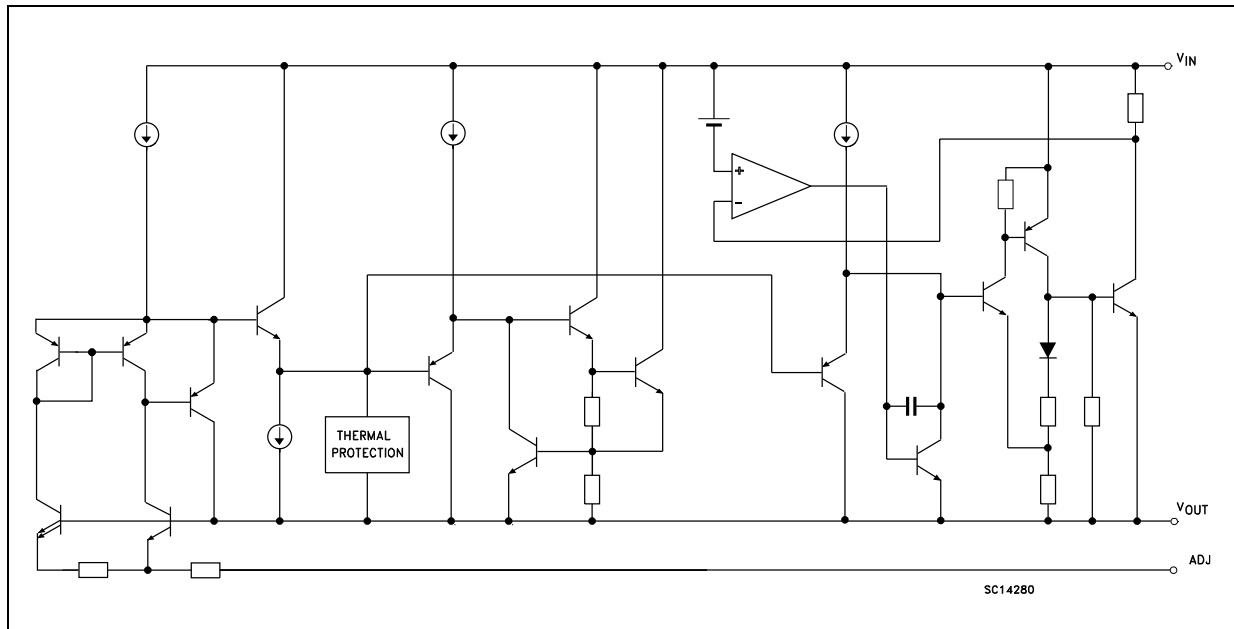 VIN
+
-
THERMAL
PROTECTION
VOUT
ADJ
SC14280